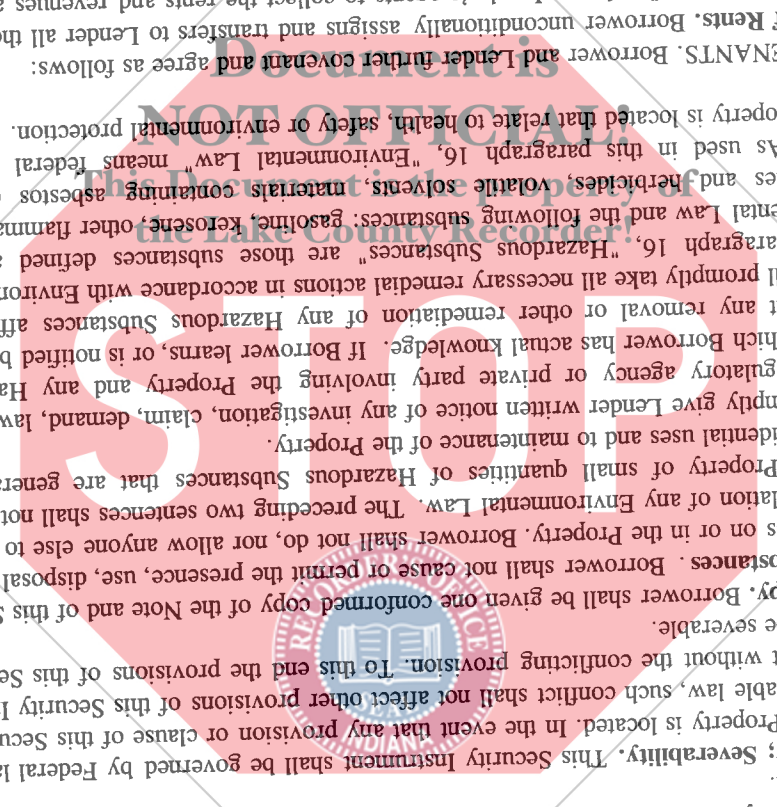 ; Severability. This Security Instrument shall be governed by Federal la
Property is located. In the event that any provision or clause of this Secu
able law, such conflict shall not affect other provisions of this Security I
t without the conflicting provision. To this end the provisions of this Se
e severable.
py. Borrower shall be given one conformed copy of the Note and of this S
bstances . Borrower shall not cause or permit the presence, use, disposal
s on or in the Property. Borrower shall not do, nor allow anyone else to
lation of any Environmental Law. The preceding two sentences shall not
Property of small quantities of Hazardous Substances that are genera
idential uses and to maintenance of the Property.
mptly give Lender written notice of any investigation, claim, demand, law
gulatory agency or private party involving the Property and any Ha
hich Borrower has actual knowledge. If Borrower learns, or is notified b
t any removal or other remediation of any Hazardous Substances aff
l promptly take all necessary remedial actions in accordance with Environ
aragraph 16, "Hazardous Substances" are those substances defined a
ental Law and the following substances: gasoline, kerosene, other flamma
es and herbicides, volatile solvents, materials containing asbestos
As used in this paragraph 16, "Environmental Law" means federal
operty is located that relate to health, safety or environmental protection.
ENANTS. Borrower and Lender further covenant and agree as follows:
f Rents. Borrower unconditionally assigns and transfers to Lender all th
to collect the rents and revenues a
Document is
NOT OFFICIAL!
This Document is the property of
the Lake County Recorder!
STOP
RECORDER'S OFFICE
SEAL
INDIANA